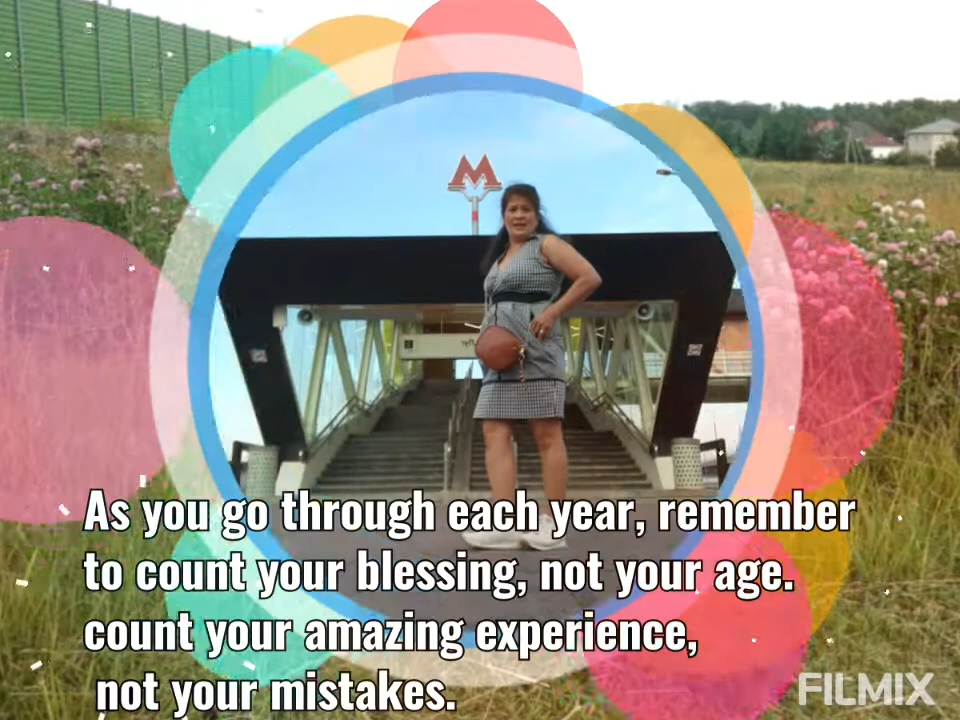 М
As you go through each year, remember
to count your blessing, not your age.
count your amazing experience,
not your mistakes.
FILMIX